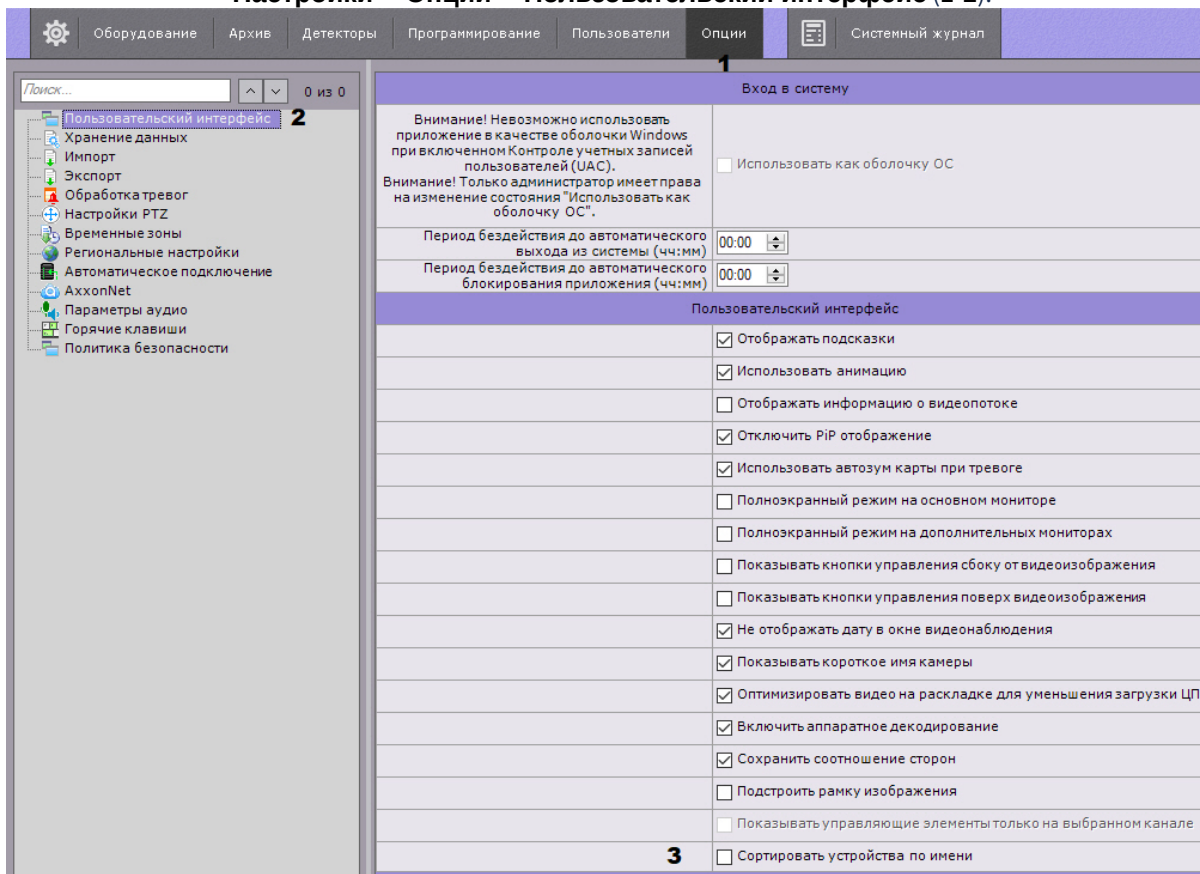 Настройки – Опции – Пользовательский интерфейс (1-2).
Оборудование Архив Детекторы Программирование Пользователи Опции Системный журнал
1
Поиск... 0 из 0
Пользовательский интерфейс 2
Хранение данных
Импорт
Экспорт
Обработка тревог
Настройки PTZ
Временные зоны
Региональные настройки
Автоматическое подключение
AxxonNet
Параметры аудио
Горячие клавиши
Политика безопасности
Вход в систему
Внимание! Невозможно использовать
приложение в качестве оболочки Windows
при включенном Контроле учетных записей
пользователей (UAC).
Внимание! Только администратор имеет права
на изменение состояния "Использовать как
оболочку ОС".
Использовать как оболочку ОС
Период бездействия до автоматического
выхода из системы (чч:мм)
00:00
Период бездействия до автоматического
блокирования приложения (чч:мм)
00:00
Пользовательский интерфейс
Отображать подсказки
Использовать анимацию
Отображать информацию о видеопотоке
Отключить PiP отображение
Использовать автозум карты при тревоге
Полноэкранный режим на основном мониторе
Полноэкранный режим на дополнительных мониторах
Показывать кнопки управления сбоку от видеоизображения
Показывать кнопки управления поверх видеоизображения
Не отображать дату в окне видеонаблюдения
Показывать короткое имя камеры
Оптимизировать видео на раскладке для уменьшения загрузки ЦП
Включить аппаратное декодирование
Сохранить соотношение сторон
Подстроить рамку изображения
Показывать управляющие элементы только на выбранном канале
3 Сортировать устройства по имени